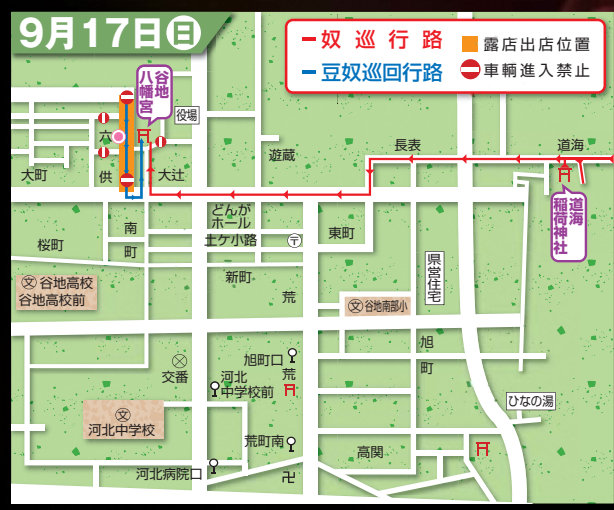 9月17日㊐
奴巡行路
露店出店位置
豆奴巡回行路
車輌進入禁止
谷地
八幡宮
役場
六
供
大町
大辻
遊蔵
長表
道海
道海
稲荷神社
どんが
ホール
土ケ小路
〒
東町
南
町
桜町
新町
荒
県営住宅
文 谷地高校
谷地高校前
文 谷地南部小
旭
町
交番
旭町口
荒
河北
中学校前
ひなの湯
文
河北中学校
荒町南
高関
河北病院口
卍